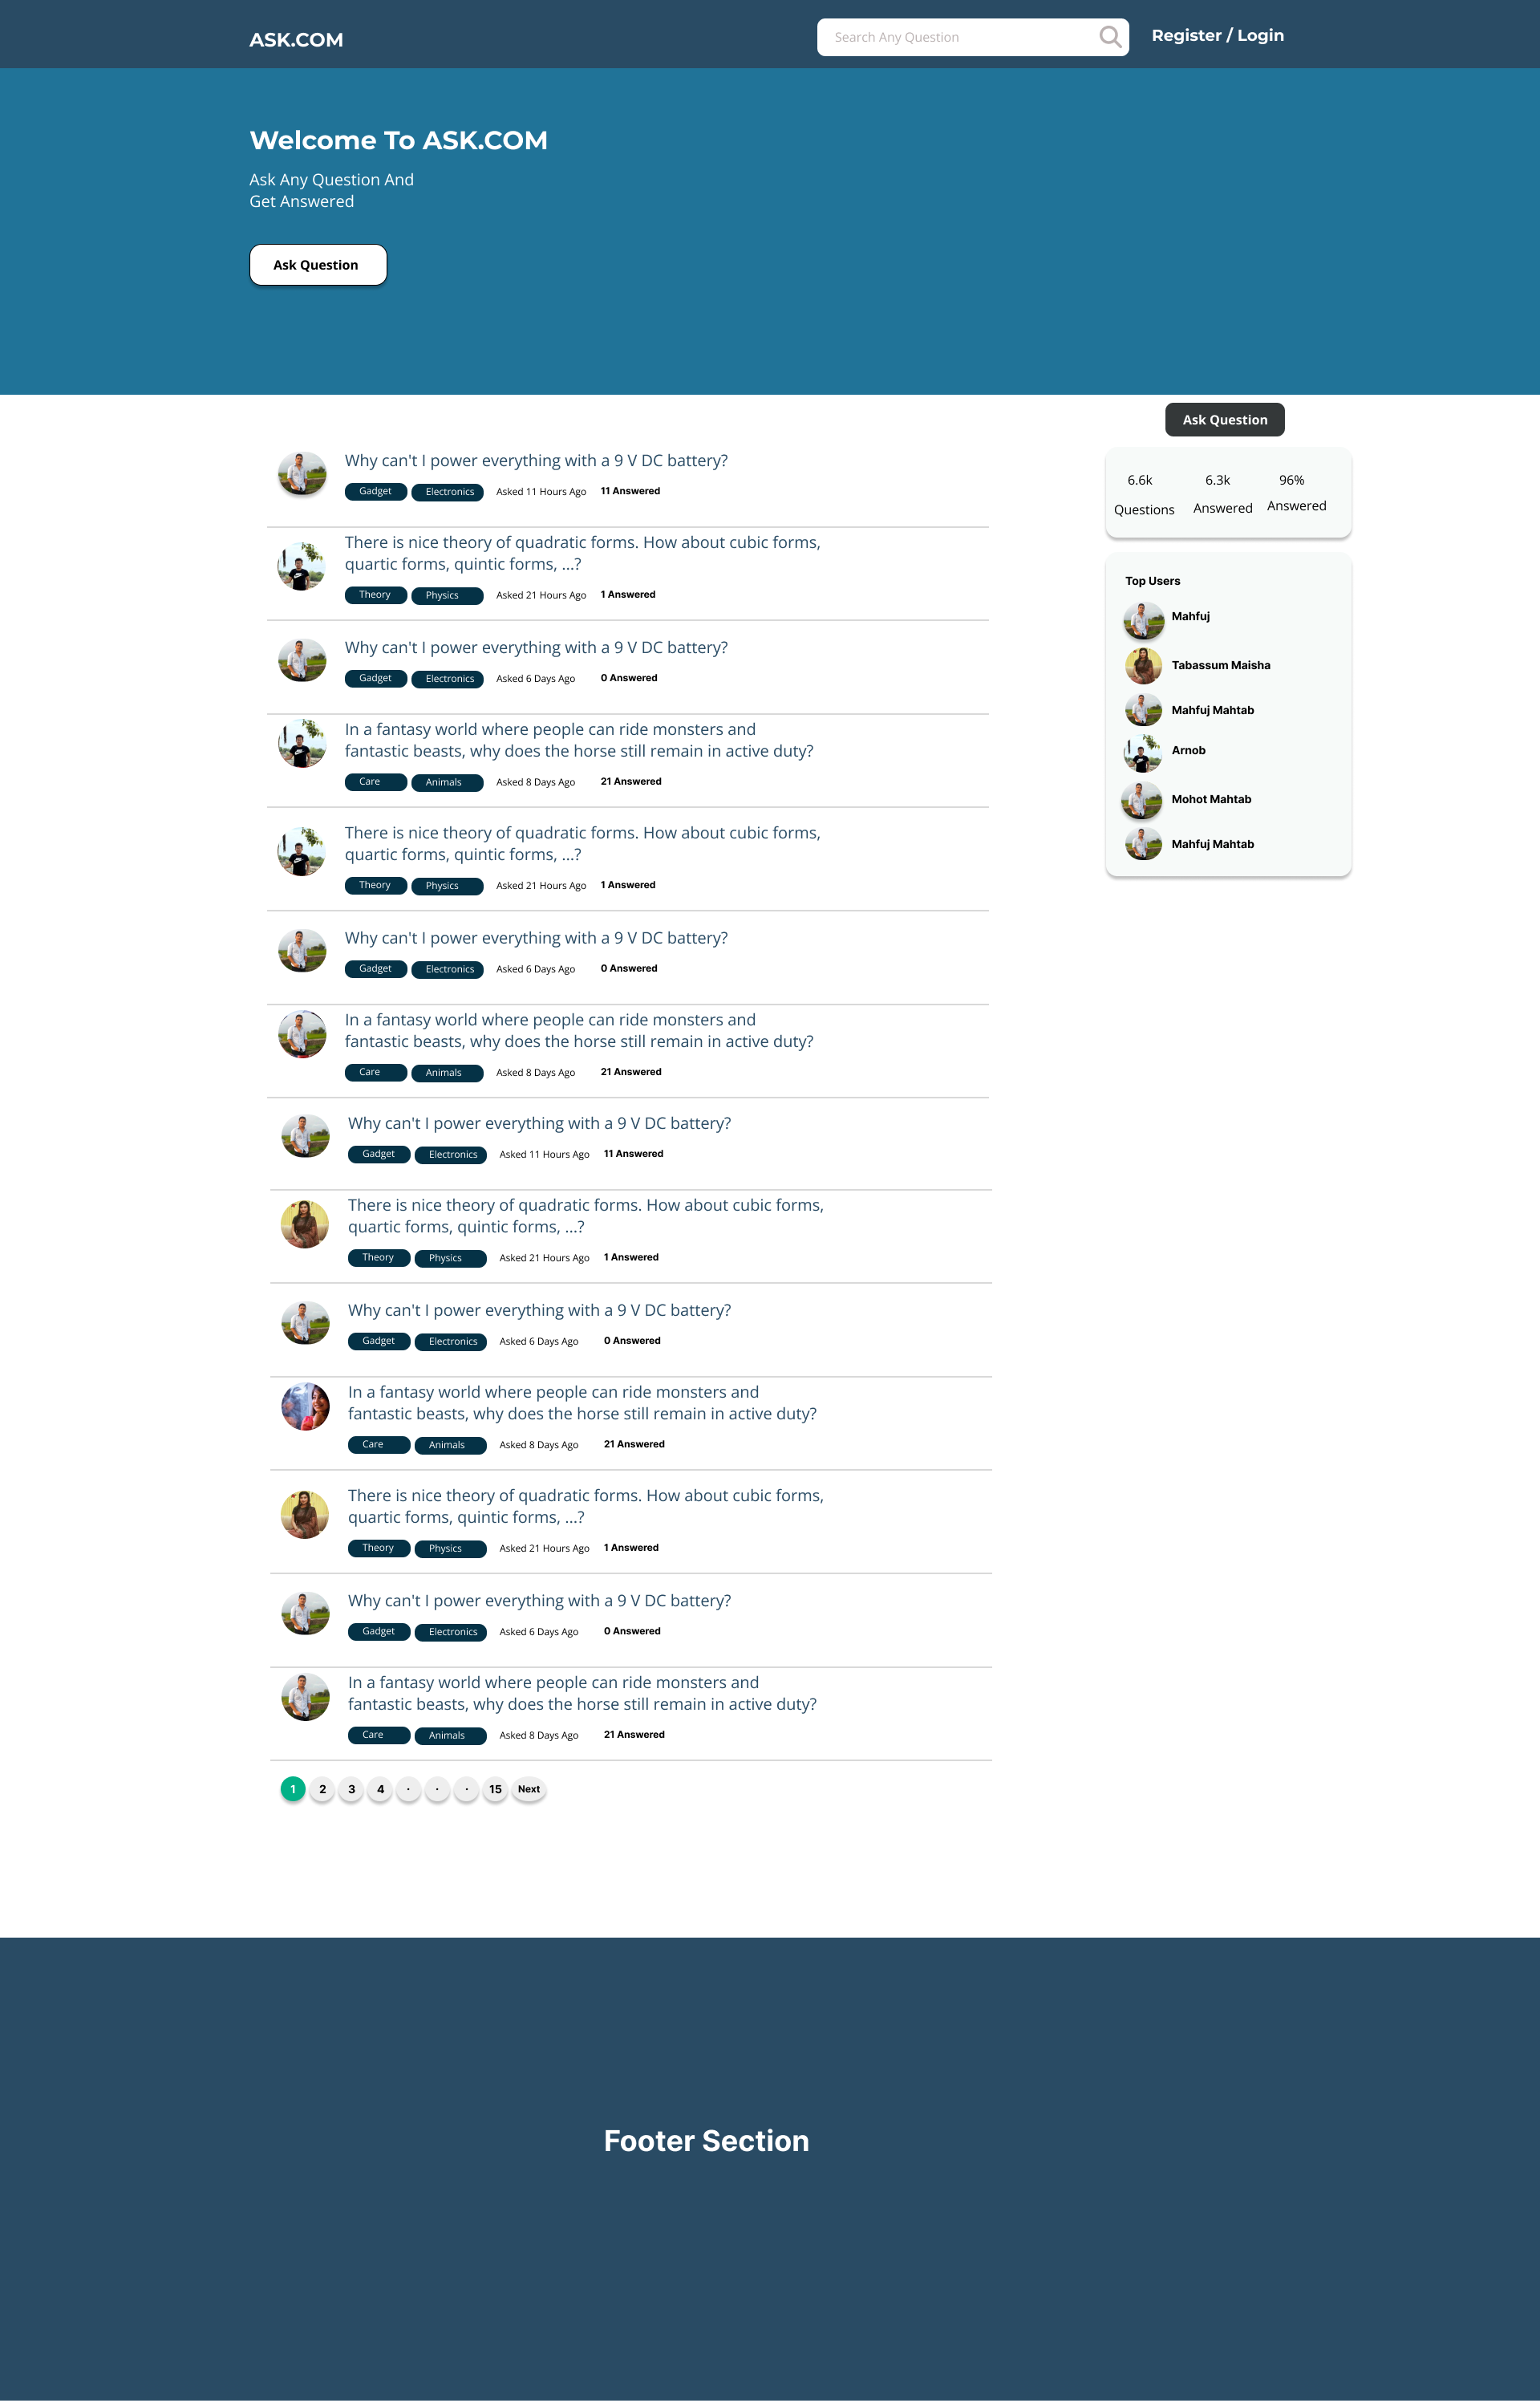 ASK.COM
Search Any Question
Register / Login
Welcome To ASK.COM
Ask Any Question And
Get Answered
Ask Question
Ask Question
Why can't I power everything with a 9 V DC battery?
Gadget Electronics Asked 11 Hours Ago 11 Answered
There is nice theory of quadratic forms. How about cubic forms,
quartic forms, quintic forms, ...?
Theory Physics Asked 21 Hours Ago 1 Answered
Why can't I power everything with a 9 V DC battery?
Gadget Electronics Asked 6 Days Ago 0 Answered
In a fantasy world where people can ride monsters and
fantastic beasts, why does the horse still remain in active duty?
Care Animals Asked 8 Days Ago 21 Answered
There is nice theory of quadratic forms. How about cubic forms,
quartic forms, quintic forms, ...?
Theory Physics Asked 21 Hours Ago 1 Answered
Why can't I power everything with a 9 V DC battery?
Gadget Electronics Asked 6 Days Ago 0 Answered
In a fantasy world where people can ride monsters and
fantastic beasts, why does the horse still remain in active duty?
Care Animals Asked 8 Days Ago 21 Answered
Why can't I power everything with a 9 V DC battery?
Gadget Electronics Asked 11 Hours Ago 11 Answered
There is nice theory of quadratic forms. How about cubic forms,
quartic forms, quintic forms, ...?
Theory Physics Asked 21 Hours Ago 1 Answered
Why can't I power everything with a 9 V DC battery?
Gadget Electronics Asked 6 Days Ago 0 Answered
In a fantasy world where people can ride monsters and
fantastic beasts, why does the horse still remain in active duty?
Care Animals Asked 8 Days Ago 21 Answered
There is nice theory of quadratic forms. How about cubic forms,
quartic forms, quintic forms, ...?
Theory Physics Asked 21 Hours Ago 1 Answered
Why can't I power everything with a 9 V DC battery?
Gadget Electronics Asked 6 Days Ago 0 Answered
In a fantasy world where people can ride monsters and
fantastic beasts, why does the horse still remain in active duty?
Care Animals Asked 8 Days Ago 21 Answered
1 2 3 4 · · · 15 Next
6.6k 6.3k 96%
Questions Answered Answered
Top Users
Mahfuj
Tabassum Maisha
Mahfuj Mahtab
Arnob
Mohot Mahtab
Mahfuj Mahtab
Footer Section